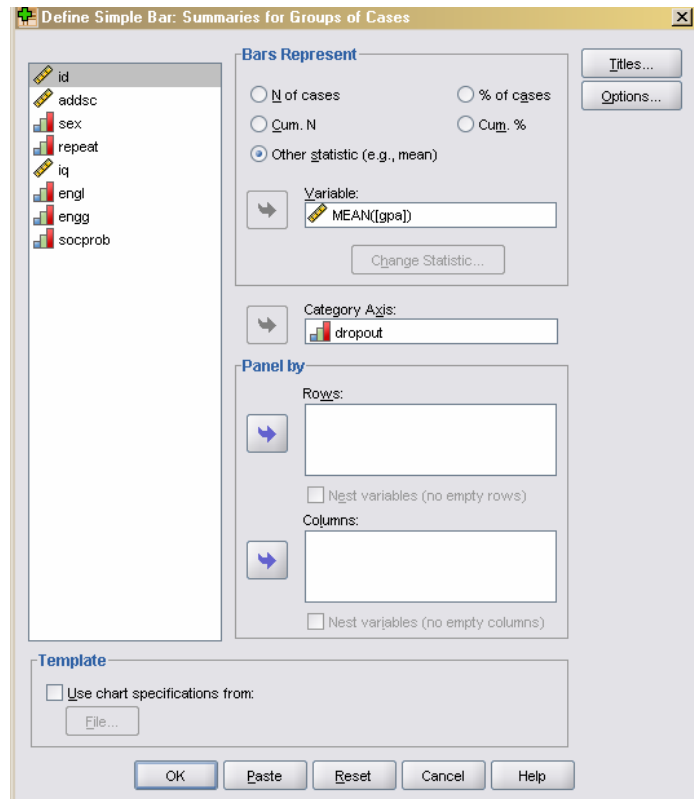 Define Simple Bar: Summaries for Groups of Cases
id
addsc
sex
repeat
iq
engl
engg
socprob
Bars Represent
N of cases
% of cases
Cum. N
Cum. %
Other statistic (e.g., mean)
Variable:
MEAN([gpa])
Change Statistic...
Category Axis:
dropout
Panel by
Rows:
Nest variables (no empty rows)
Columns:
Nest variables (no empty columns)
Titles...
Options...
Template
Use chart specifications from:
File...
OK
Paste
Reset
Cancel
Help